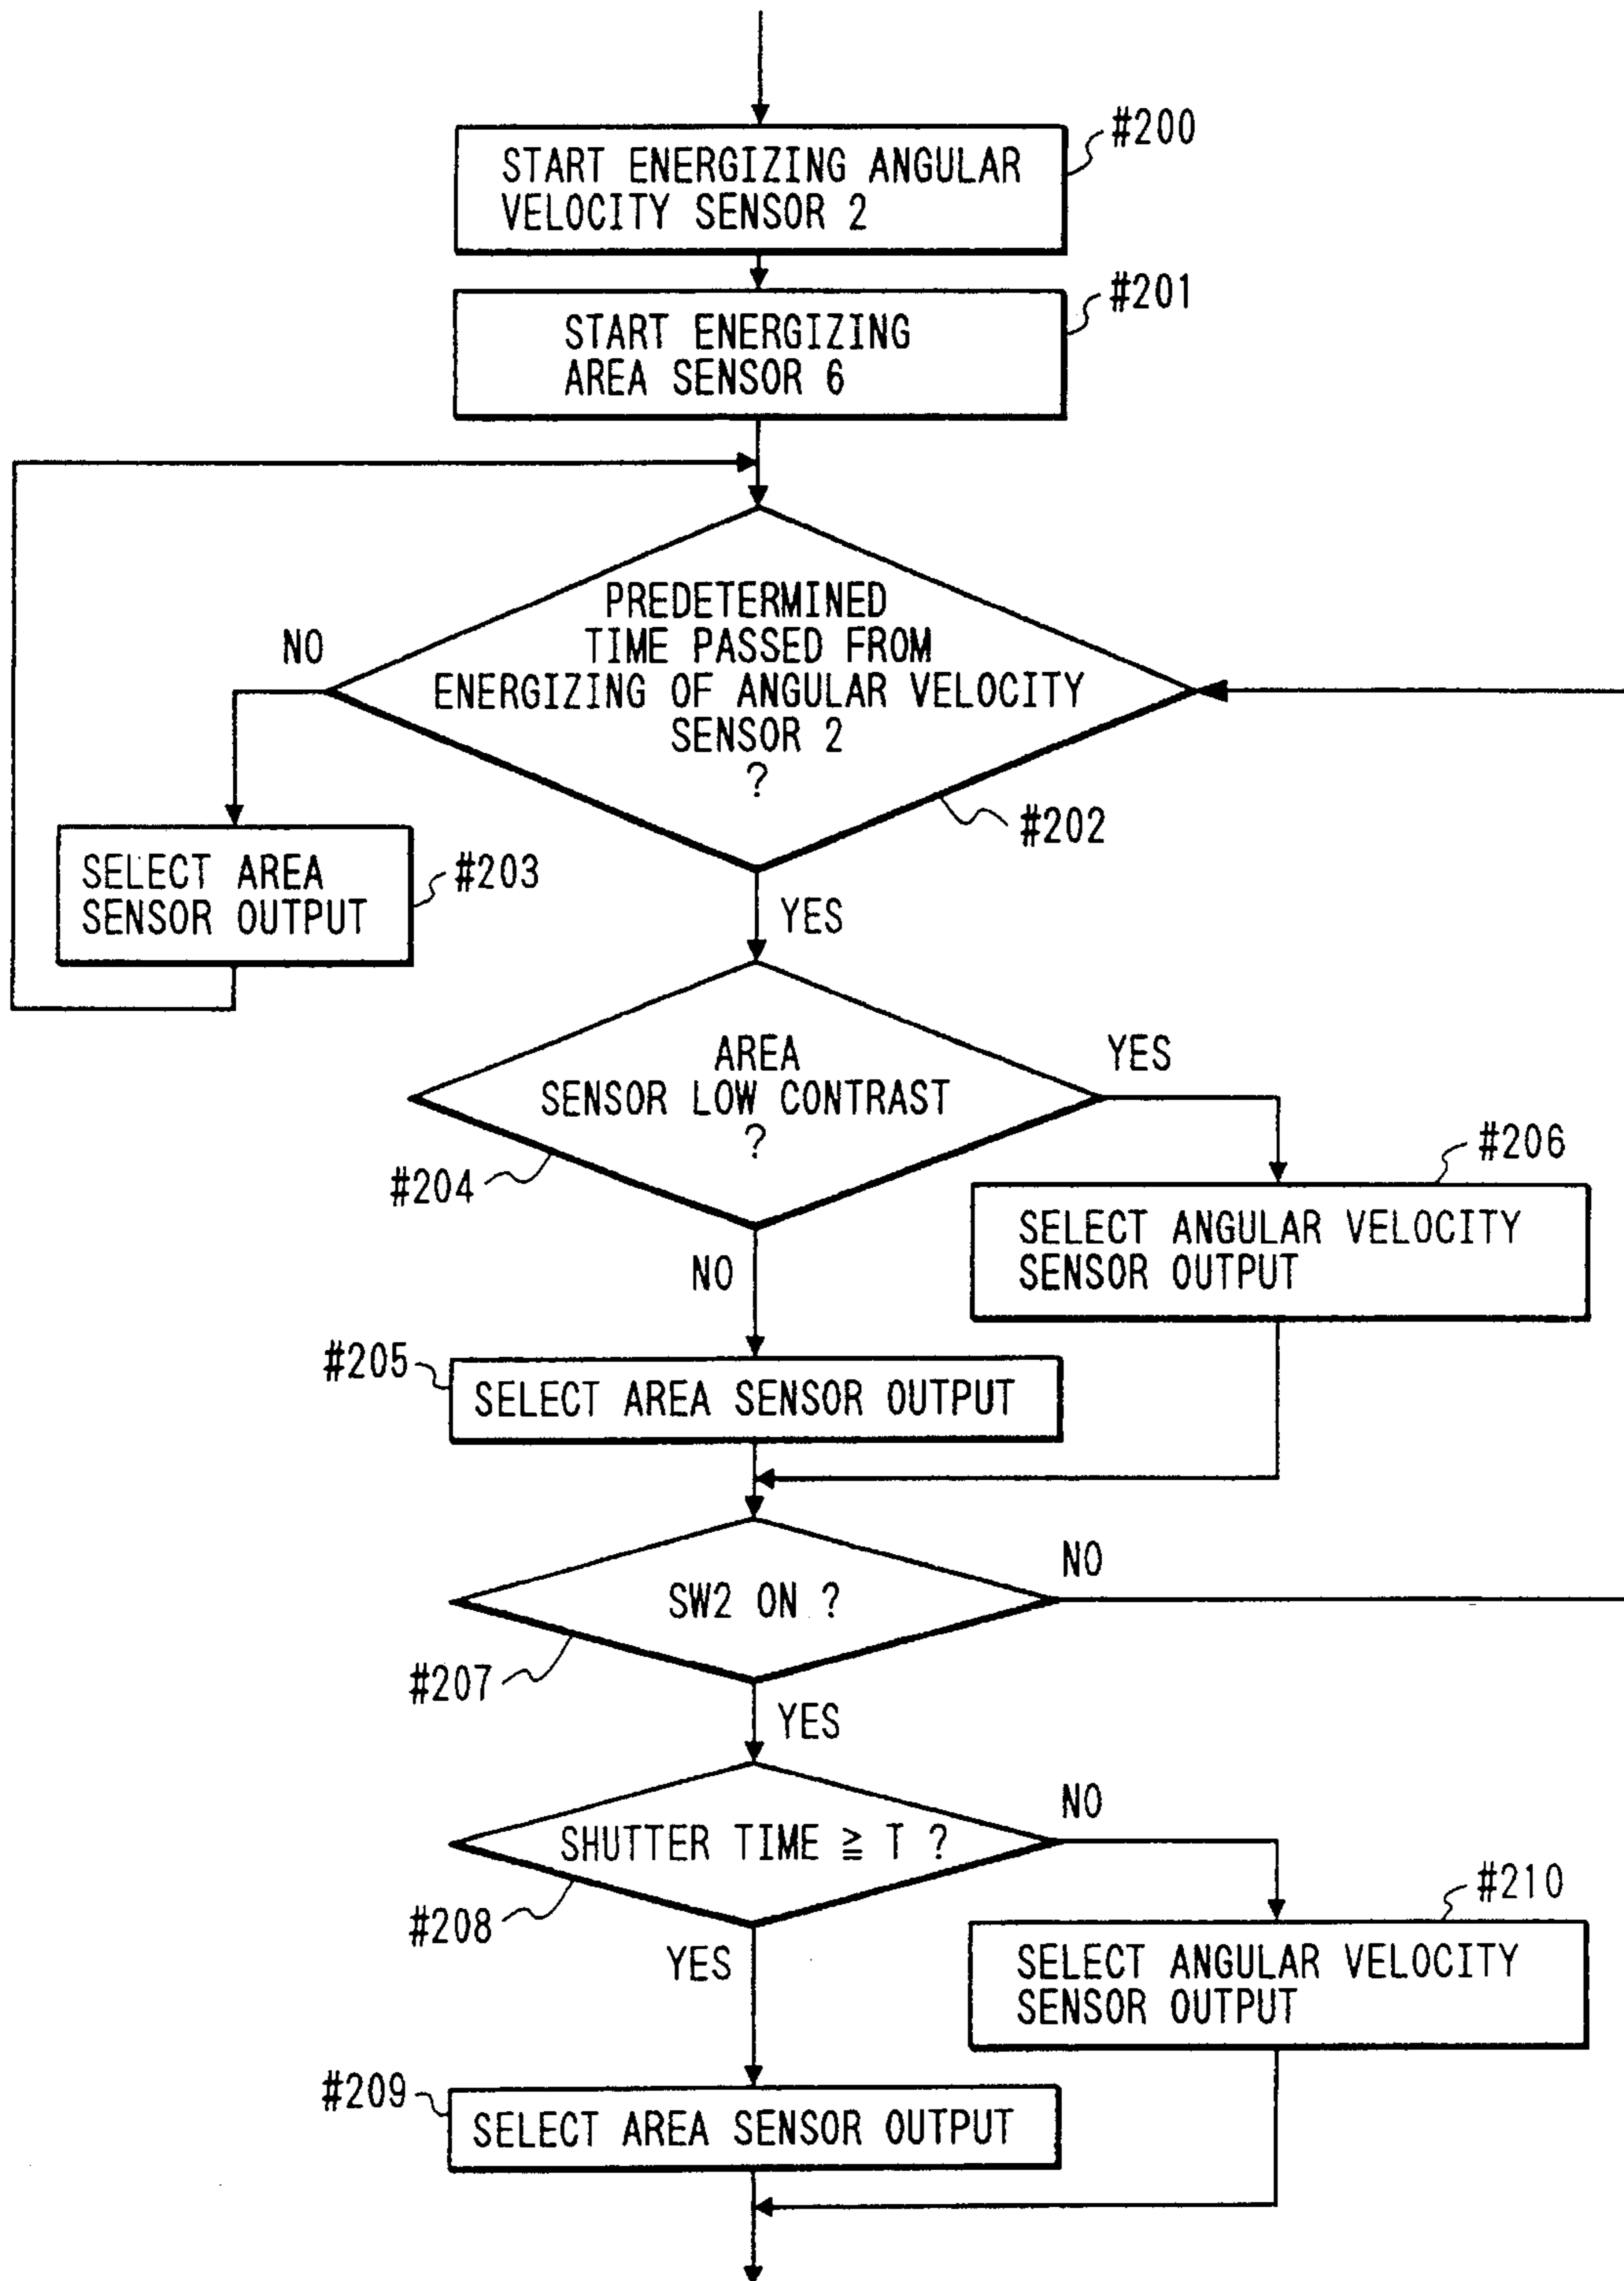 #200
START ENERGIZING ANGULAR
VELOCITY SENSOR 2
#201
START ENERGIZING
AREA SENSOR 6
PREDETERMINED
TIME PASSED FROM
ENERGIZING OF ANGULAR VELOCITY
SENSOR 2
?
NO
#202
#203
SELECT AREA
SENSOR OUTPUT
YES
AREA
SENSOR LOW CONTRAST
?
YES
#204
#206
SELECT ANGULAR VELOCITY
SENSOR OUTPUT
NO
#205
SELECT AREA SENSOR OUTPUT
SW2 ON ?
NO
#207
YES
SHUTTER TIME ≧ T ?
NO
#208
#210
SELECT ANGULAR VELOCITY
SENSOR OUTPUT
YES
#209
SELECT AREA SENSOR OUTPUT